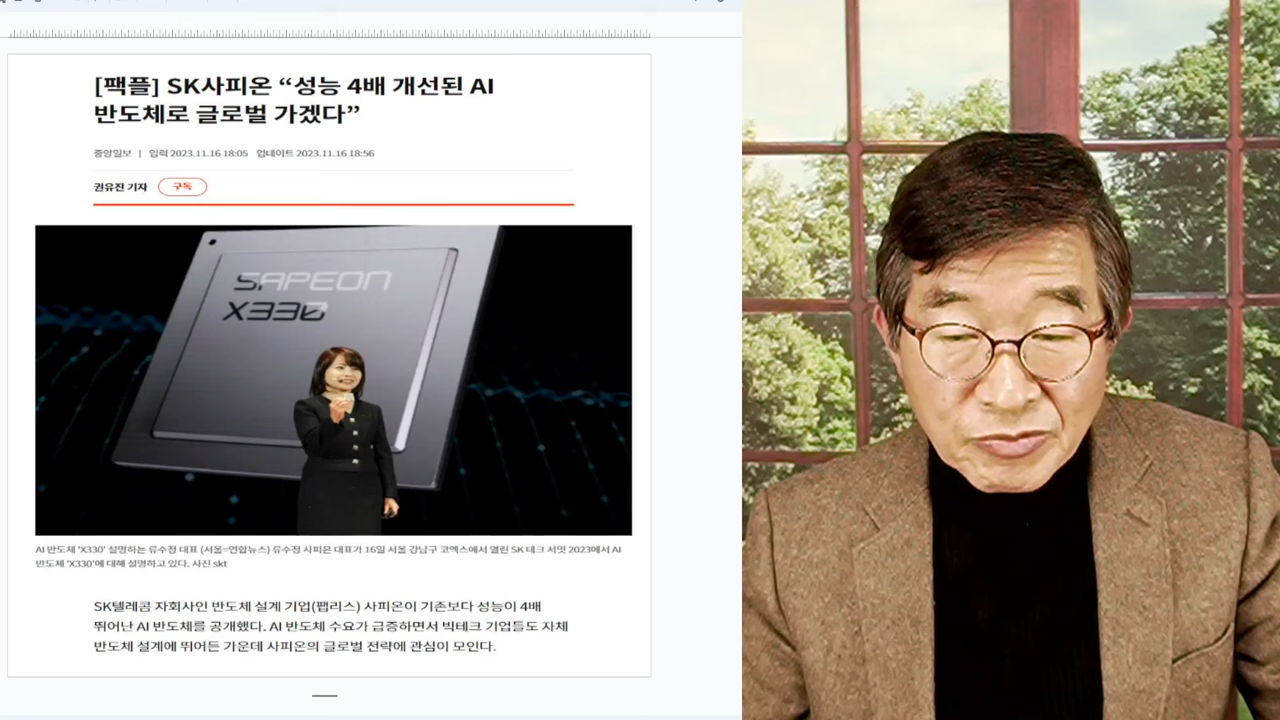 [팩플] SK사피온 “성능 4배 개선된 AI
반도체로 글로벌 가겠다”
중앙일보 | 입력 2023.11.16 18:05 업데이트 2023.11.16 18:56
권유진 기자 구독
SAPEON
X330
AI 반도체 'X330' 설명하는 류수정 대표 (서울=연합뉴스) 류수정 사피온 대표가 16일 서울 강남구 코엑스에서 열린 SK 테크 서밋 2023에서 AI
반도체 'X330'에 대해 설명하고 있다. 사진 skt
SK텔레콤 자회사인 반도체 설계 기업(팹리스) 사피온이 기존보다 성능이 4배
뛰어난 AI 반도체를 공개했다. AI 반도체 수요가 급증하면서 빅테크 기업들도 자체
반도체 설계에 뛰어든 가운데 사피온의 글로벌 전략에 관심이 모인다.